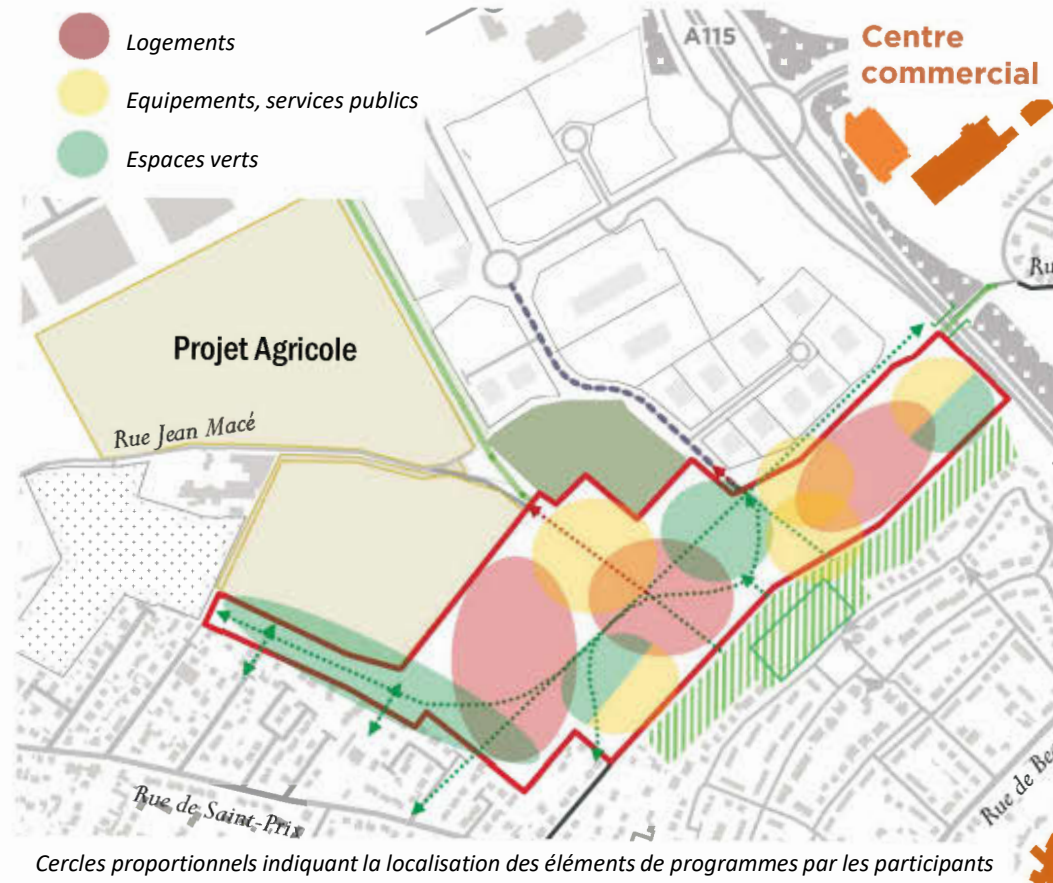 Logements
Equipements, services publics
Espaces verts
A115
Centre
commercial
Projet Agricole
Rue Jean Macé
Rue de Saint-Prix
Cercles proportionnels indiquant la localisation des éléments de programmes par les participants